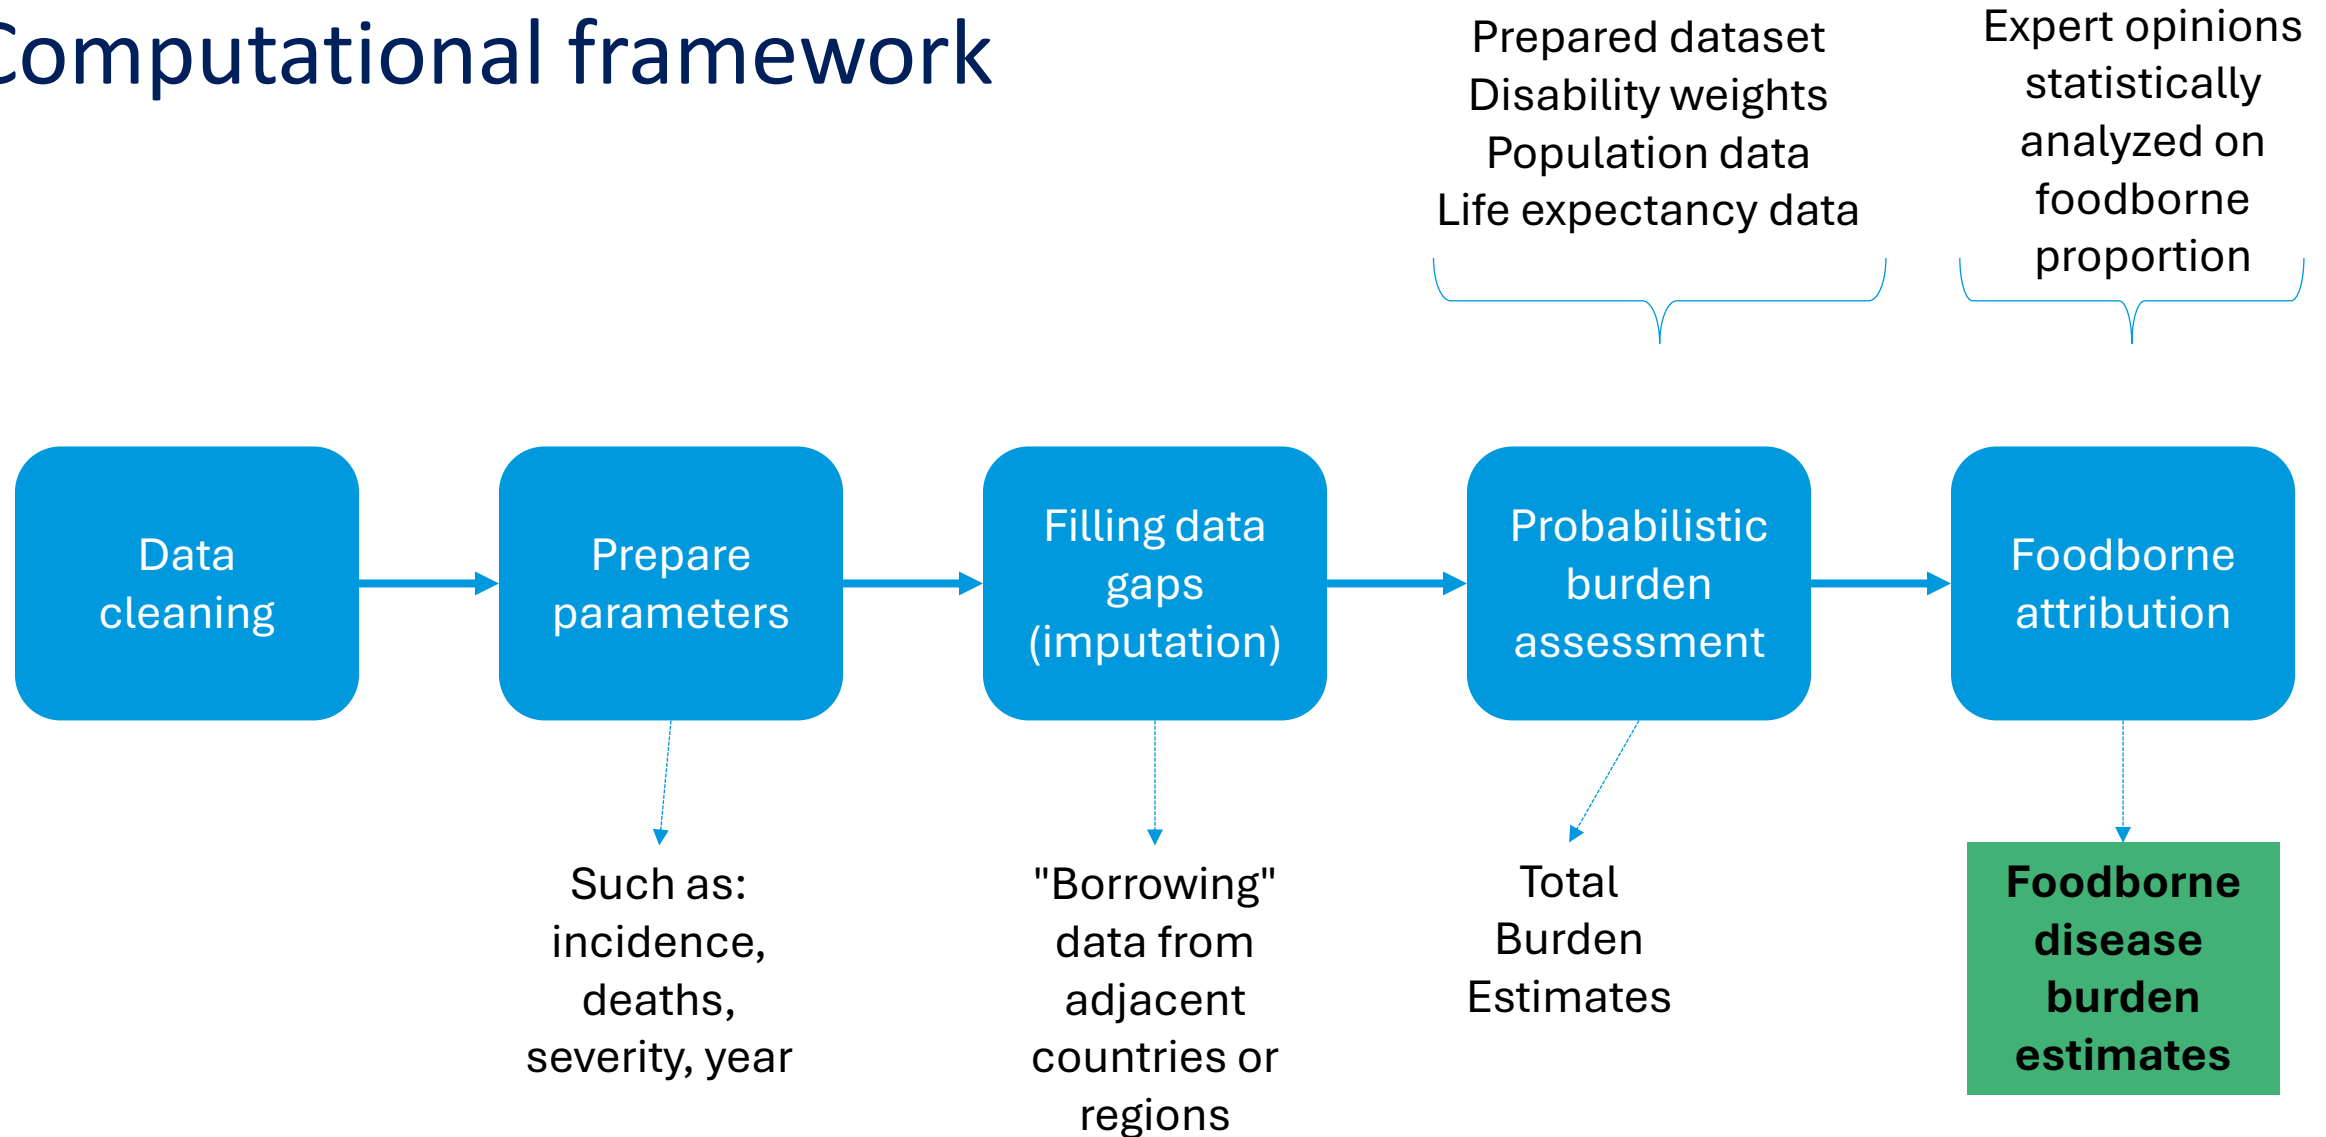 Computational framework
Prepared dataset
Disability weights
Population data
Life expectancy data
Expert opinions
statistically
analyzed on
foodborne
proportion
Data
cleaning
Prepare
parameters
Filling data
gaps
(imputation)
Probabilistic
burden
assessment
Foodborne
attribution
Such as:
incidence,
deaths,
severity, year
"Borrowing"
data from
adjacent
countries or
regions
Total
Burden
Estimates
Foodborne
disease
burden
estimates